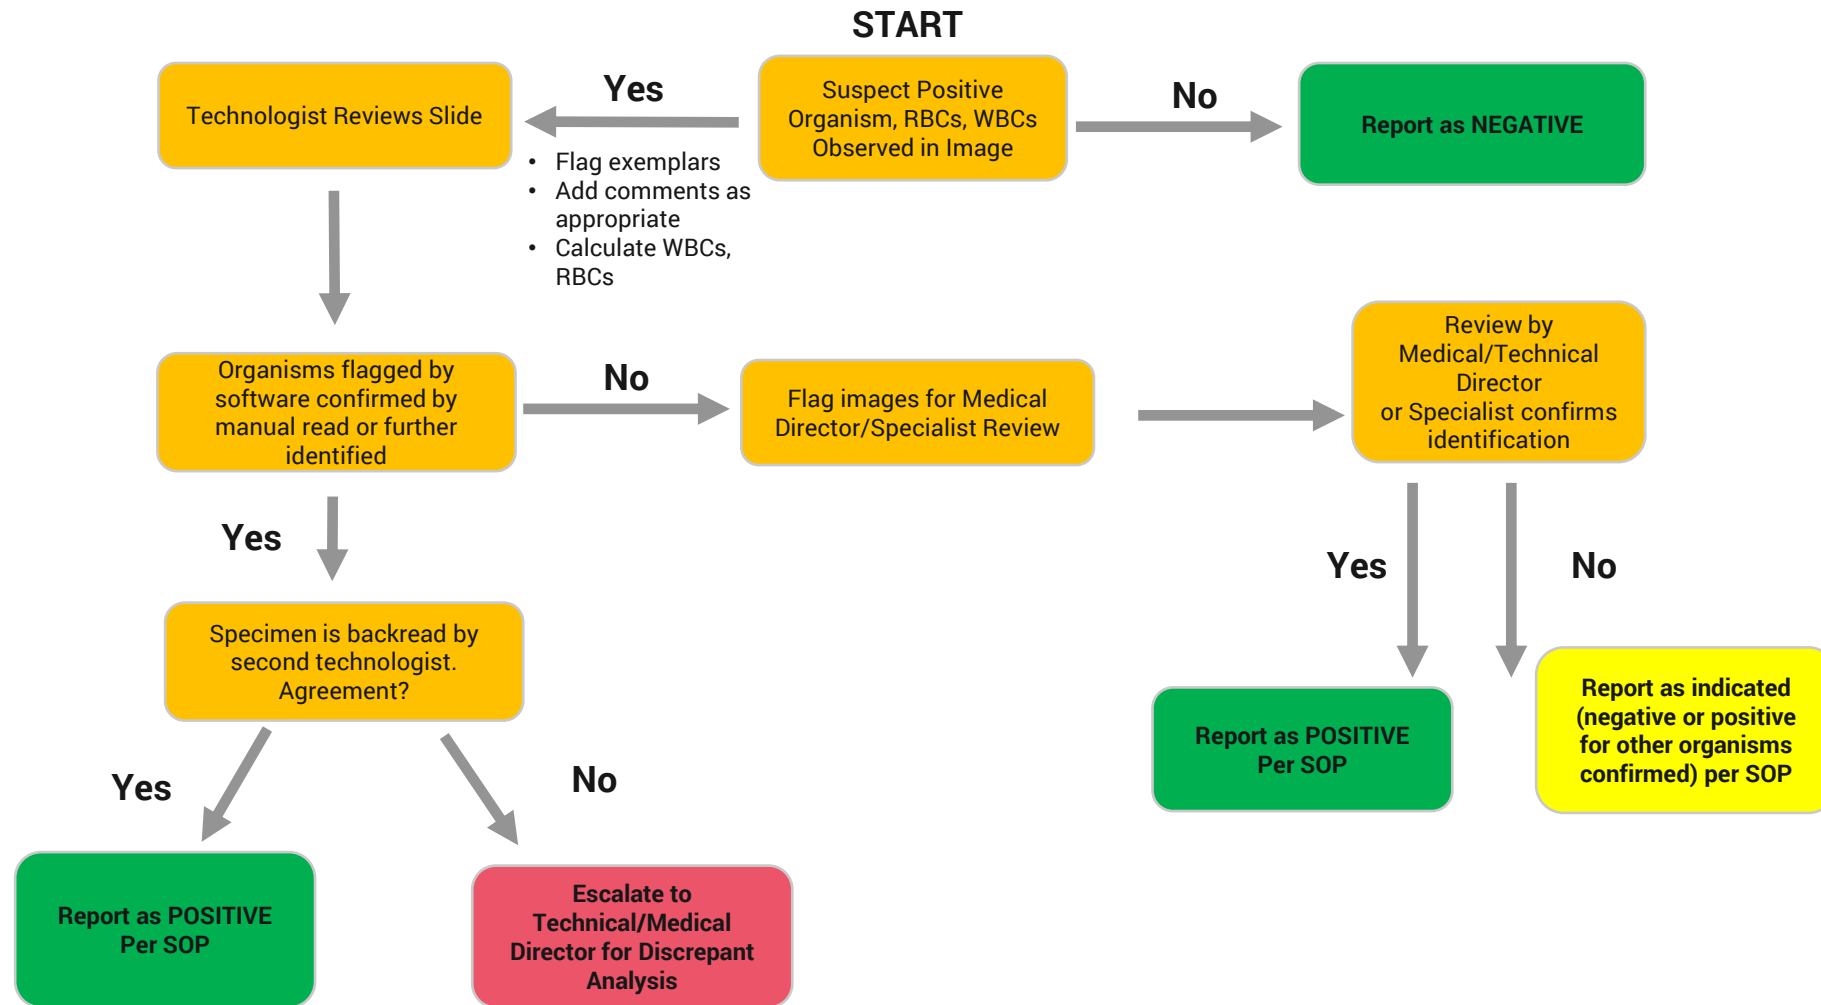 START
Technologist Reviews Slide
Yes
Suspect Positive
Organism, RBCs, WBCs
Observed in Image
No
Report as NEGATIVE
• Flag exemplars
• Add comments as
appropriate
• Calculate WBCs,
RBCs
Organisms flagged by
software confirmed by
manual read or further
identified
No
Flag images for Medical
Director/Specialist Review
Review by
Medical/Technical
Director
or Specialist confirms
identification
Yes
Yes
No
Specimen is backread by
second technologist.
Agreement?
Report as POSITIVE
Per SOP
Report as indicated
(negative or positive
for other organisms
confirmed) per SOP
Yes
No
Report as POSITIVE
Per SOP
Escalate to
Technical/Medical
Director for Discrepant
Analysis